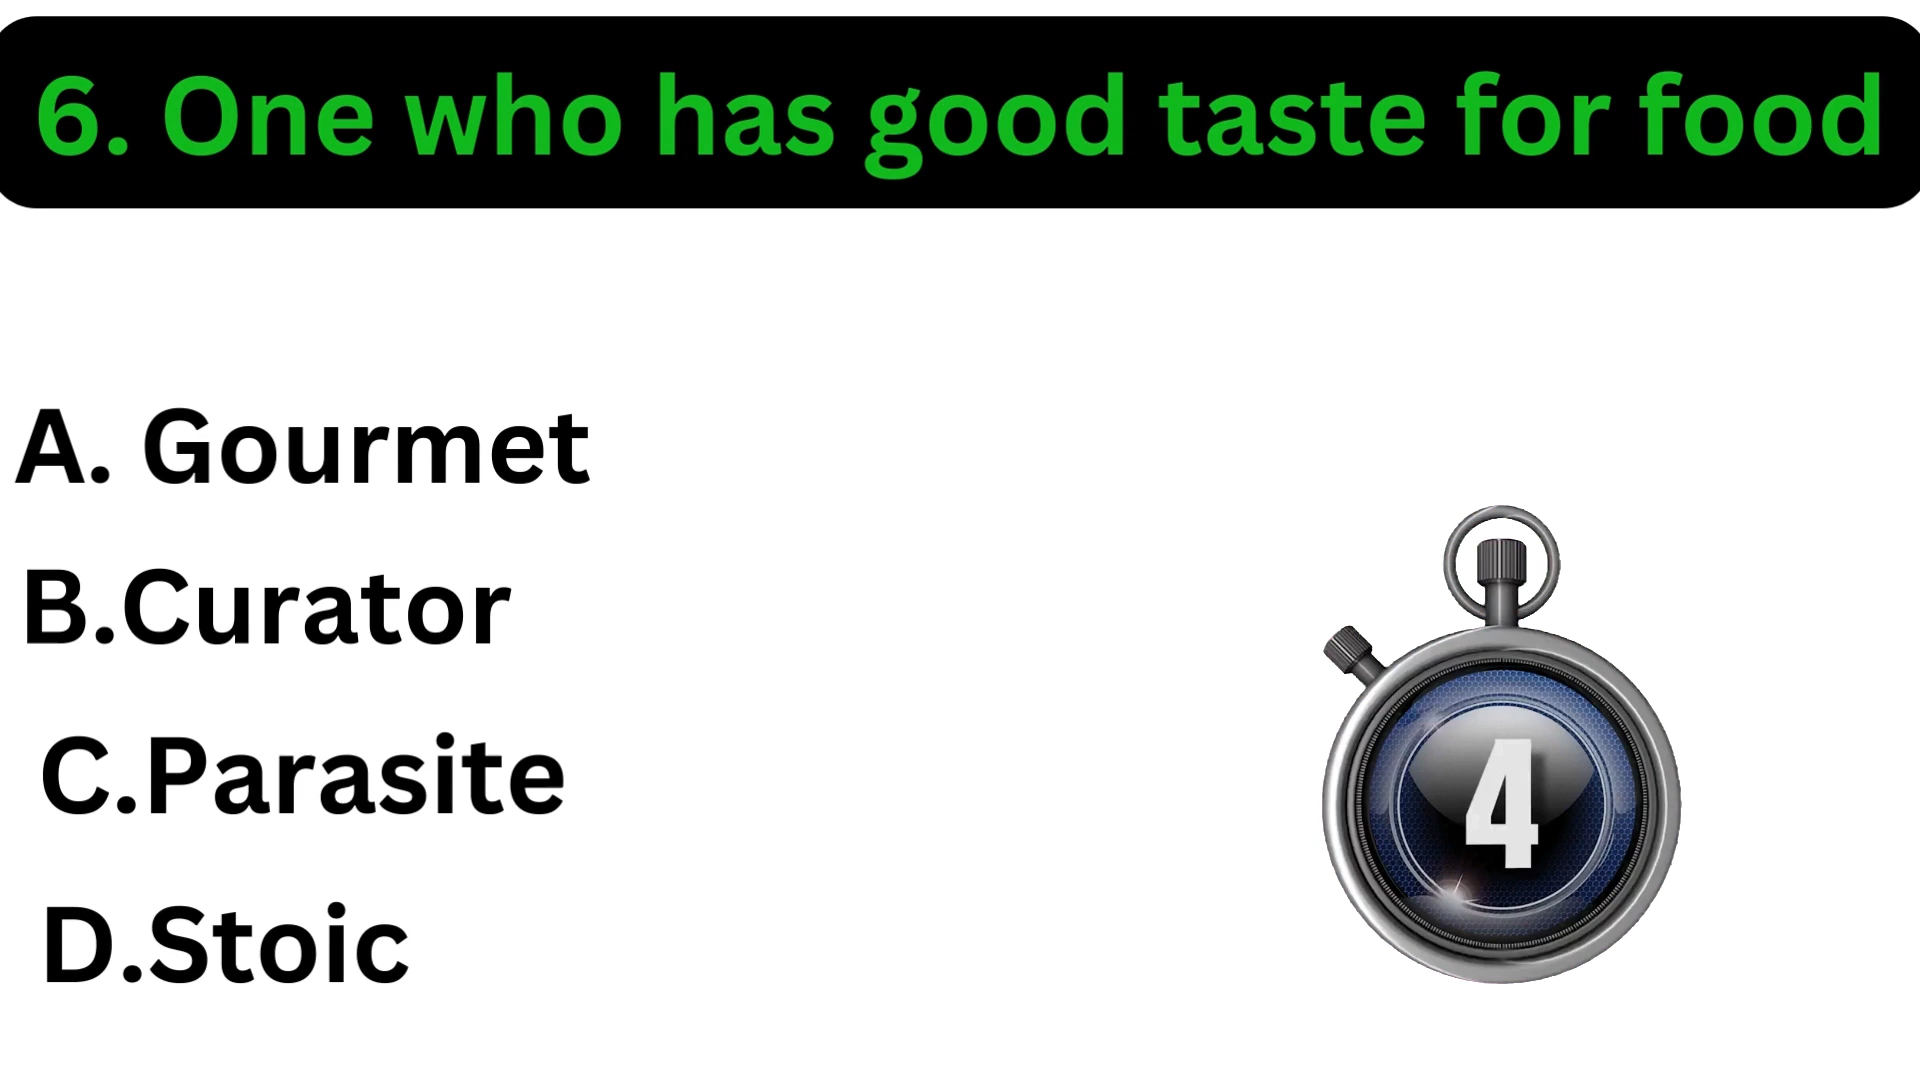 6. One who has good taste for food
A. Gourmet
B.Curator
C.Parasite
D.Stoic
4